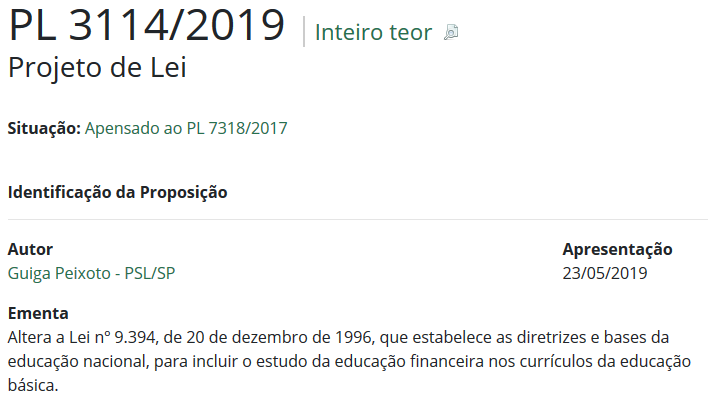 PL 3114/2019 | Inteiro teor
Projeto de Lei
Situação: Apensado ao PL 7318/2017
Identificação da Proposição
Autor
Guiga Peixoto - PSL/SP
Apresentação
23/05/2019
Ementa
Altera a Lei nº 9.394, de 20 de dezembro de 1996, que estabelece as diretrizes e bases da
educação nacional, para incluir o estudo da educação financeira nos currículos da educação
básica.